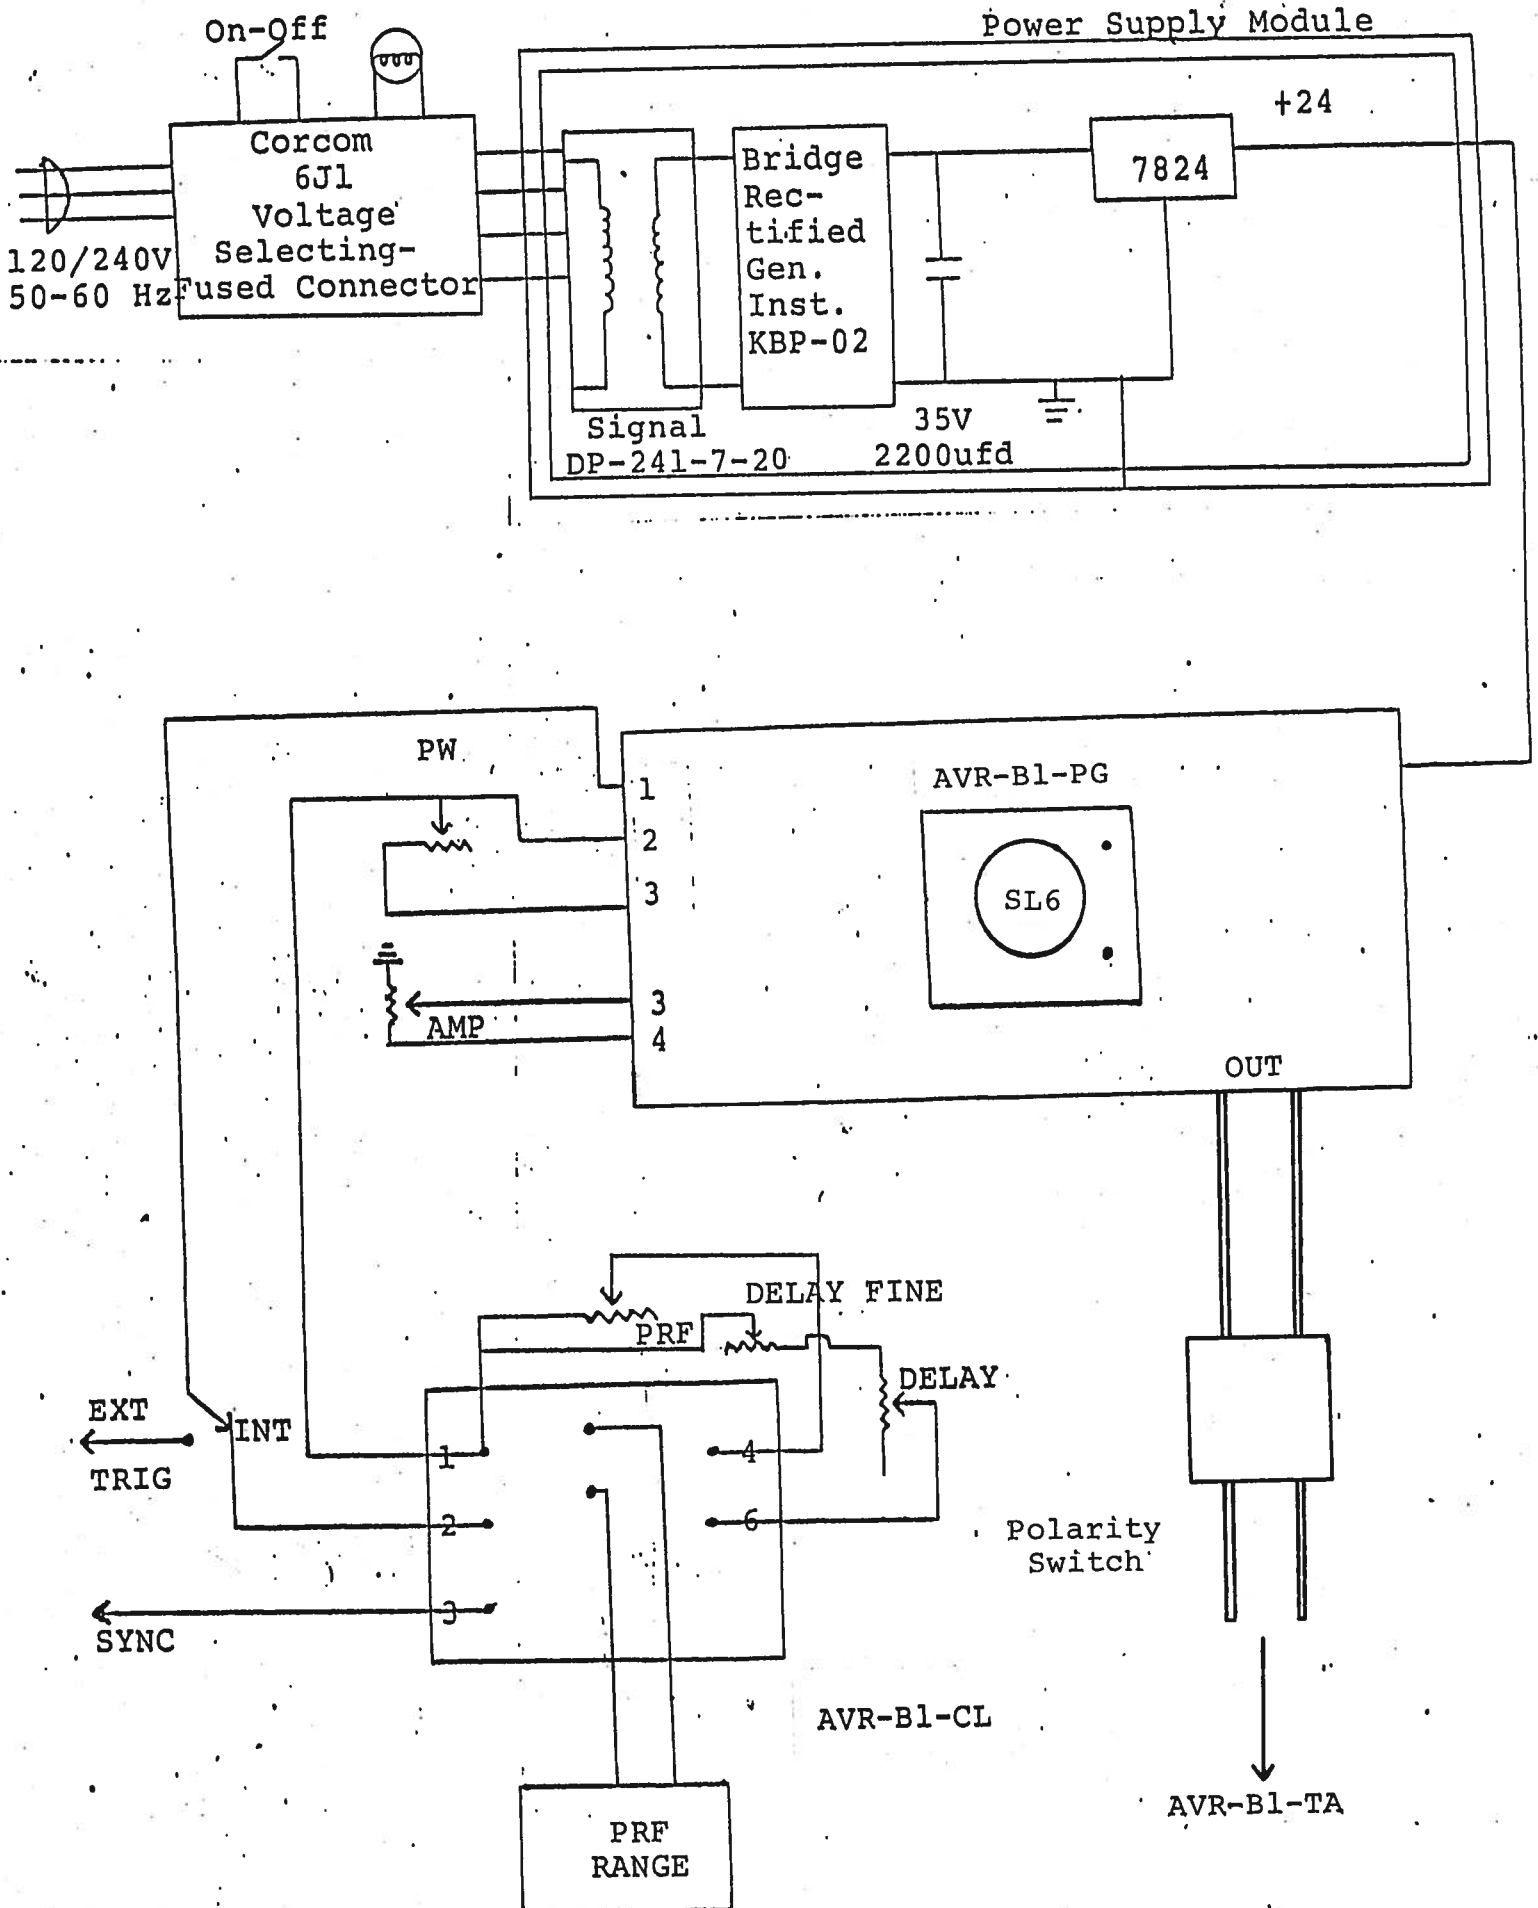 On-Off
Power Supply Module
Corcom
6J1
Voltage
Selecting-
Fused Connector
120/240V
50-60 Hz
Bridge
Rec-
tified
Gen.
Inst.
KBP-02
7824
+24
Signal
DP-241-7-20
35V
2200ufd
PW
1
2
3
3
4
AMP
AVR-B1-PG
SL6
OUT
DELAY FINE
PRF
DELAY
EXT
TRIG
INT
1
2
3
4
6
SYNC
Polarity
Switch
AVR-B1-CL
AVR-B1-TA
PRF
RANGE